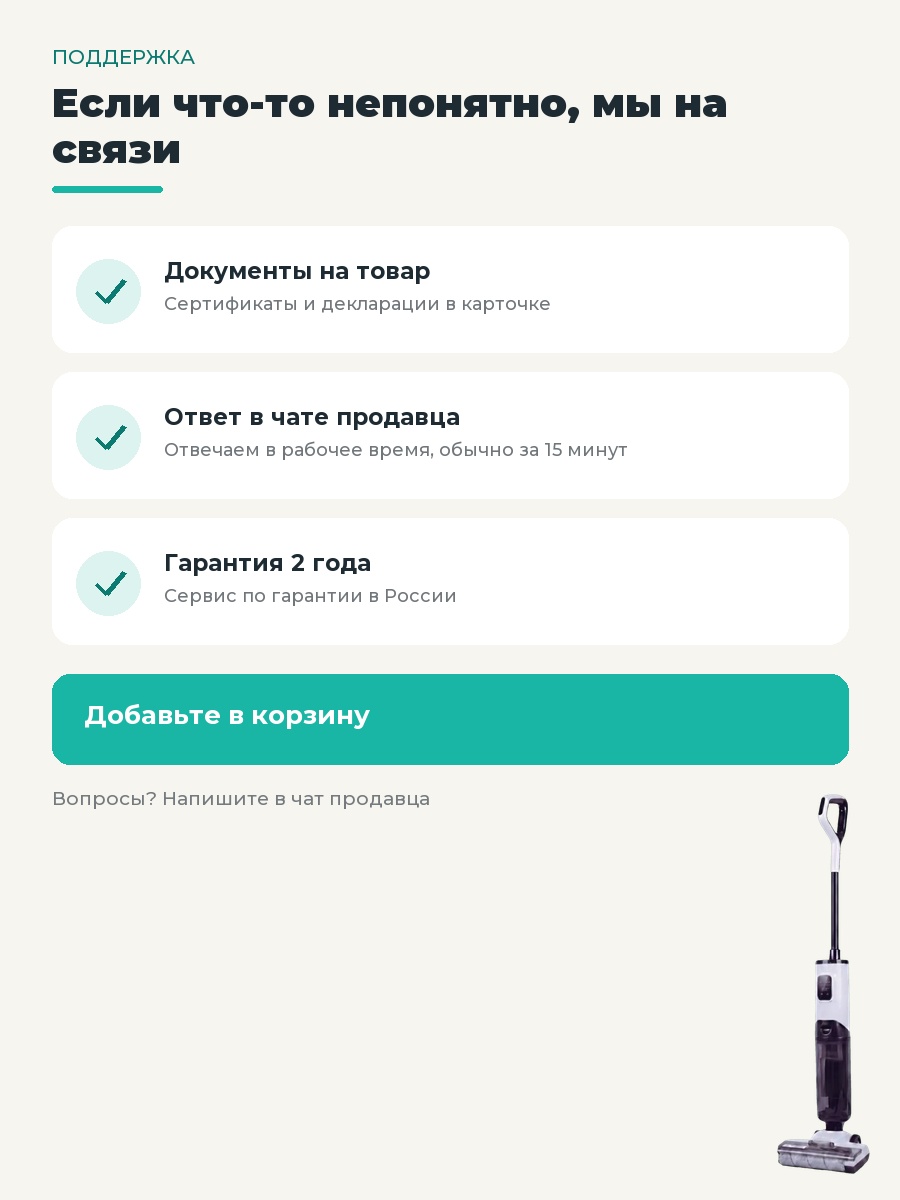 ПОДДЕРЖКА
Если что-то непонятно, мы на
связи
Документы на товар
Сертификаты и декларации в карточке
Ответ в чате продавца
Отвечаем в рабочее время, обычно за 15 минут
Гарантия 2 года
Сервис по гарантии в России
Добавьте в корзину
Вопросы? Напишите в чат продавца